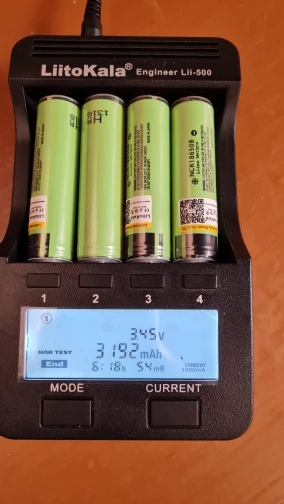 LiitoKala® Engineer Lii-500
NCR18650B
1 2 3 4
①
3.45V
NOR TEST 3192mAh
End 6:18h 54mR CURRENT
1000mA
MODE CURRENT